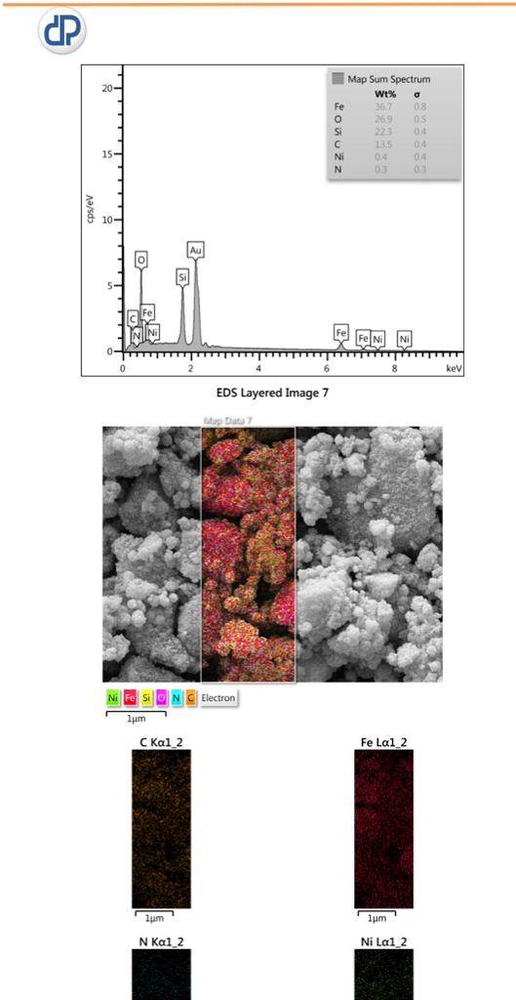 dP
Map Sum Spectrum
Wt% σ
Fe 36.7 0.8
O 26.9 0.5
Si 22.3 0.4
C 13.5 0.4
Ni 0.4 0.4
N 0.3 0.3
cps/eV
20
15
10
5
0
Au
O
Si
Fe
C
N
Ni
Fe
Fe
Ni
Ni
0 2 4 6 8 keV
EDS Layered Image 7
Map Data 7
Ni Fe Si O N C Electron
1µm
C Kα1_2 Fe Lα1_2
1µm 1µm
N Kα1_2 Ni Lα1_2